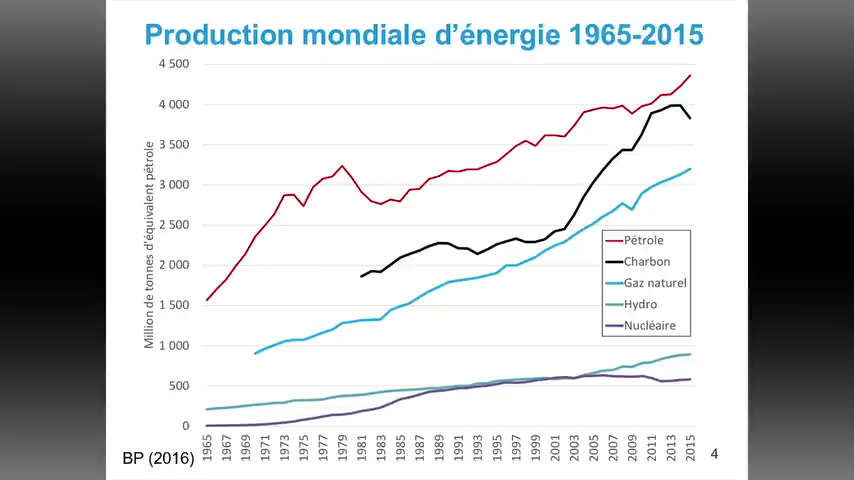 Production mondiale d'énergie 1965-2015
Million de tonnes d'équivalent pétrole
4 500
4 000
3 500
3 000
2 500
2 000
1 500
1 000
500
0
Pétrole
Charbon
Gaz naturel
Hydro
Nucléaire
1965 1967 1969 1971 1973 1975 1977 1979 1981 1983 1985 1987 1989 1991 1993 1995 1997 1999 2001 2003 2005 2007 2009 2011 2013 2015
BP (2016)
4